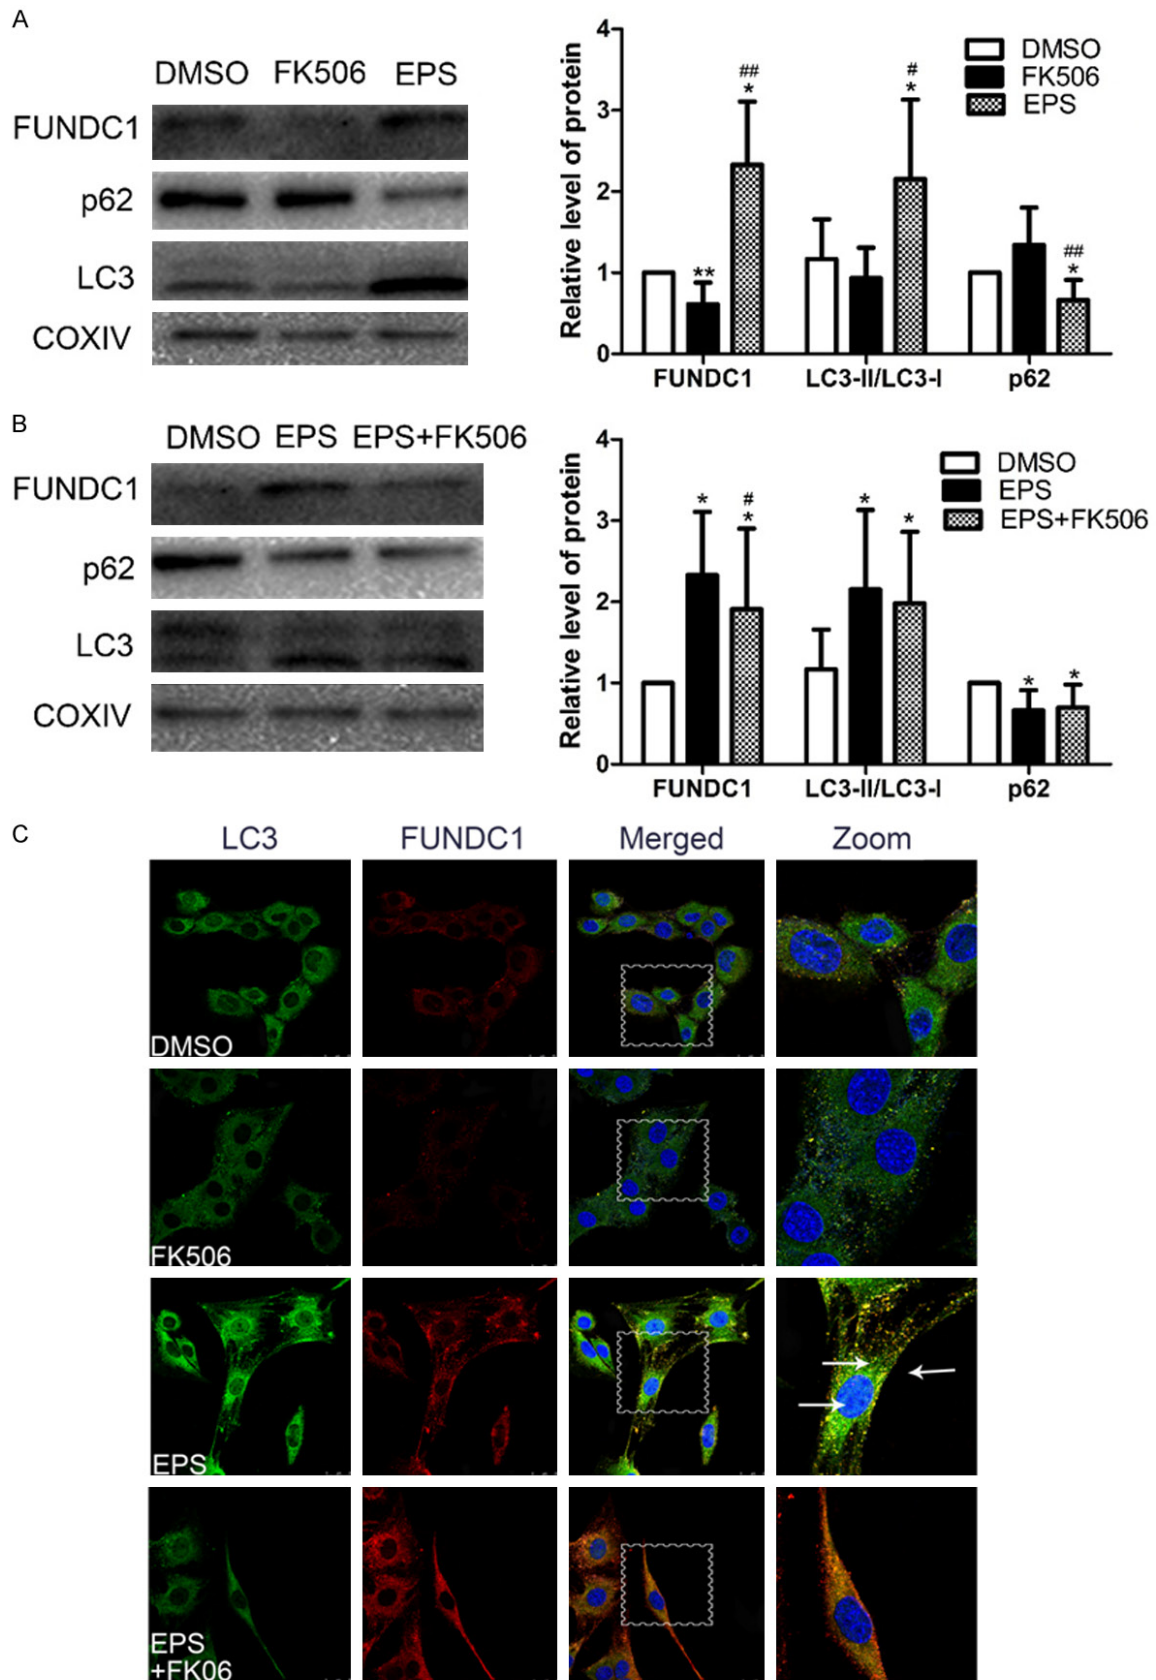 A
DMSO FK506 EPS
FUNDC1
p62
LC3
COXIV
Relative level of protein
4
3
2
1
0
## 
*
#
*
**
##
*
FUNDC1 LC3-II/LC3-I p62
DMSO
FK506
EPS
B
DMSO EPS EPS+FK506
FUNDC1
p62
LC3
COXIV
Relative level of protein
4
3
2
1
0
*
#
*
*
*
*
*
FUNDC1 LC3-II/LC3-I p62
DMSO
EPS
EPS+FK506
C
LC3 FUNDC1 Merged Zoom
DMSO
FK506
EPS
EPS
+FK06